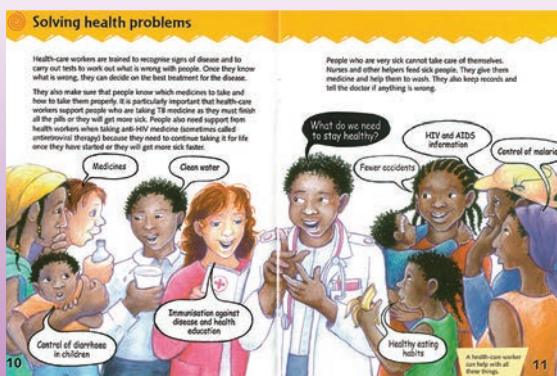 Solving health problems
Health-care workers are trained to recognise signs of disease and to
carry out tests to work out what is wrong with people. Once they know
what is wrong, they can decide on the best treatment for the disease.
They also make sure that people know which medicines to take and
how to take them properly. It is particularly important that health-care
workers support people who are taking TB medicine as they must finish
all the pills or they will get more sick. People also need support from
health workers when taking anti-HIV medicine (sometimes called
antiretroviral therapy) because they need to continue taking it for life
once they have started or they will get more sick faster.
Medicines
Clean water
Control of diarrhoea
in children
Immunisation against
disease and health
education
10
People who are very sick cannot take care of themselves.
Nurses and other helpers feed sick people. They give them
medicine and help them to wash. They also keep records and
tell the doctor if anything is wrong.
What do we need
to stay healthy?
Fewer accidents
HIV and AIDS
information
Control of malaria
Healthy eating
habits
A health-care worker
can help with all
these things.
11